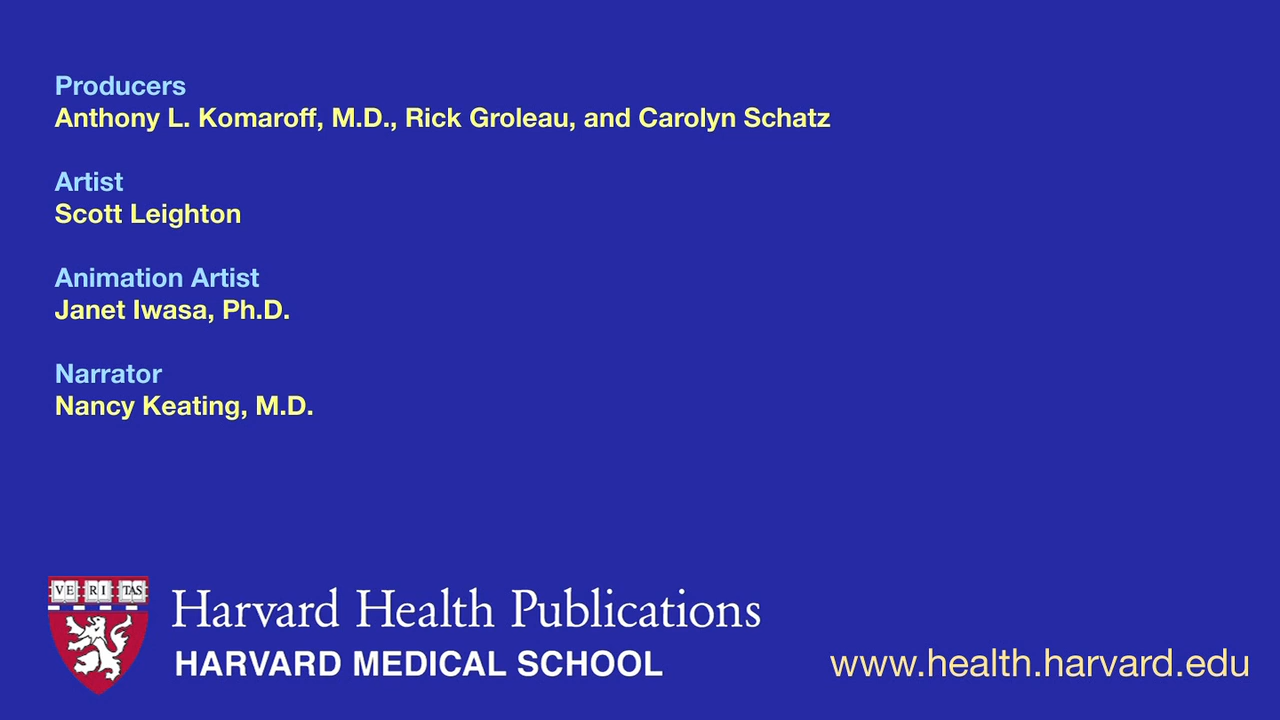 Producers
Anthony L. Komaroff, M.D., Rick Groleau, and Carolyn Schatz
Artist
Scott Leighton
Animation Artist
Janet Iwasa, Ph.D.
Narrator
Nancy Keating, M.D.
VE RI TAS
Harvard Health Publications
HARVARD MEDICAL SCHOOL
www.health.harvard.edu